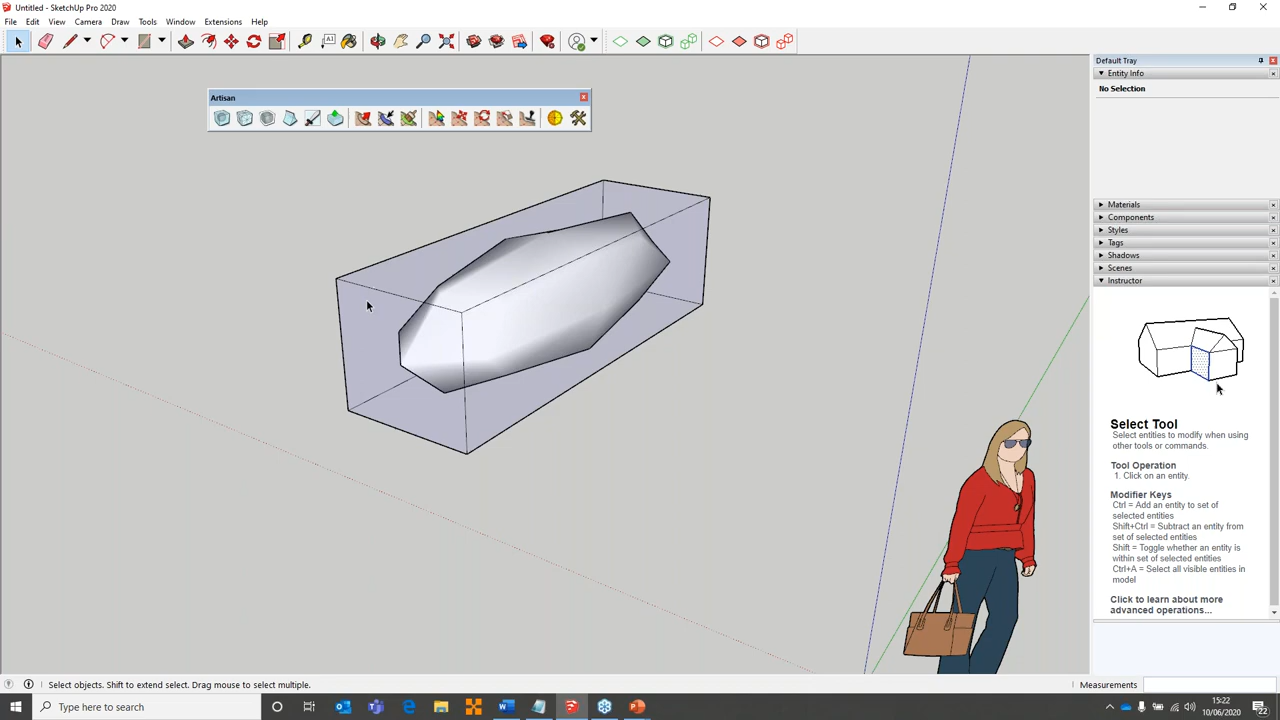 Untitled - SketchUp Pro 2020
File Edit View Camera Draw Tools Window Extensions Help
Default Tray
Entity Info
No Selection
Artisan
Materials
Components
Styles
Tags
Shadows
Scenes
Instructor
Select Tool
Select entities to modify when using
other tools or commands.
Tool Operation
1. Click on an entity.
Modifier Keys
Ctrl = Add an entity to set of
selected entities
Shift+Ctrl = Subtract an entity from
set of selected entities
Shift = Toggle whether an entity is
within set of selected entities
Ctrl+A = Select all visible entities in
model
Click to learn about more
advanced operations...
Select objects. Shift to extend select. Drag mouse to select multiple.
Measurements
Type here to search
15:22
10/06/2020